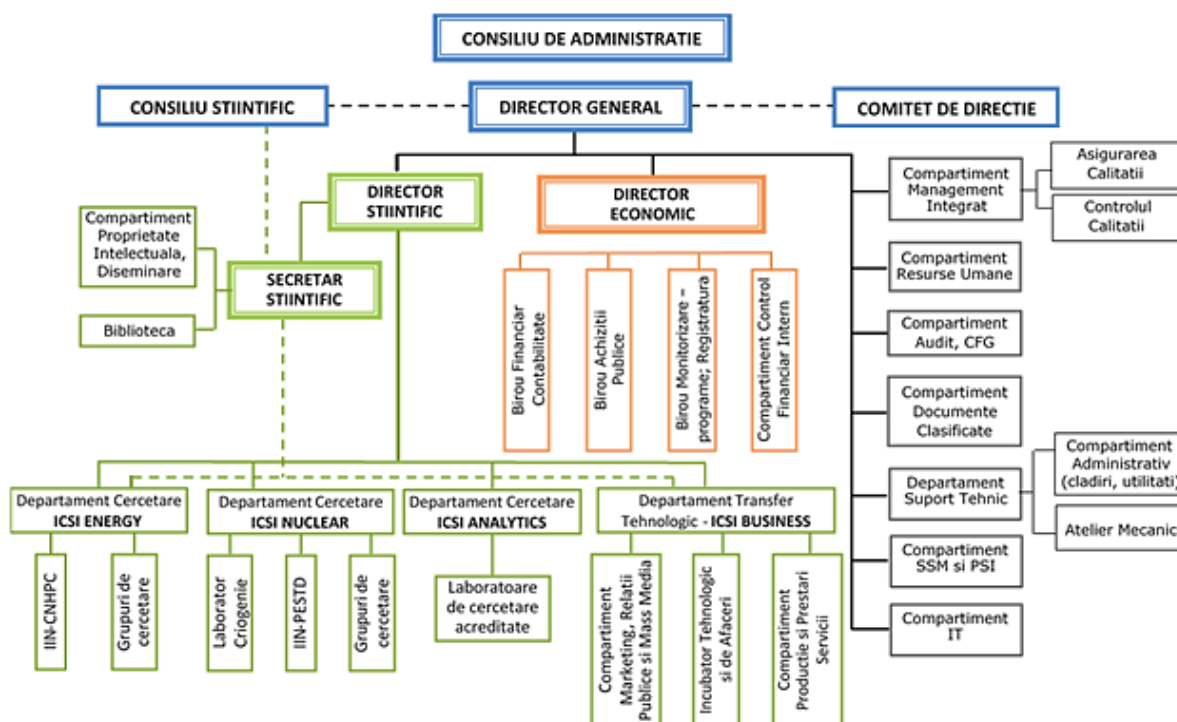 CONSILIU DE ADMINISTRATIE
CONSILIU STIINTIFIC
DIRECTOR GENERAL
COMITET DE DIRECTIE
DIRECTOR
STIINTIFIC
DIRECTOR
ECONOMIC
Compartiment
Management
Integrat
Asigurarea
Calitatii
Controlul
Calitatii
Compartiment
Proprietate
Intelectuala,
Diseminare
SECRETAR
STIINTIFIC
Biblioteca
Birou Financiar
Contabilitate
Birou Achizitii
Publice
Birou Monitorizare –
programe; Registratura
Compartiment Control
Financiar Intern
Compartiment
Resurse Umane
Compartiment
Audit, CFG
Compartiment
Documente
Clasificate
Departament
Suport Tehnic
Compartiment
Administrativ
(cladiri, utilitati)
Atelier Mecanic
Compartiment
SSM si PSI
Compartiment
IT
Departament Cercetare
ICSI ENERGY
Departament Cercetare
ICSI NUCLEAR
Departament Cercetare
ICSI ANALYTICS
Departament Transfer
Tehnologic - ICSI BUSINESS
IIN-CNHPC
Grupuri de
cercetare
Laborator
Criogenie
IIN-PESTD
Grupuri de
cercetare
Laboratoare
de cercetare
acreditate
Compartiment
Marketing, Relatii
Publice si Mass Media
Incubator Tehnologic
si de Afaceri
Compartiment
Productie si Prestari
Servicii